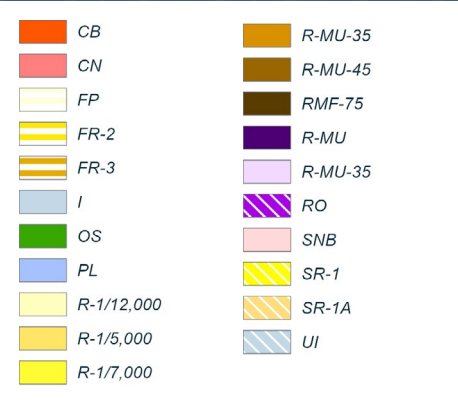 CB
CN
FP
FR-2
FR-3
I
OS
PL
R-1/12,000
R-1/5,000
R-1/7,000
R-MU-35
R-MU-45
RMF-75
R-MU
R-MU-35
RO
SNB
SR-1
SR-1A
UI